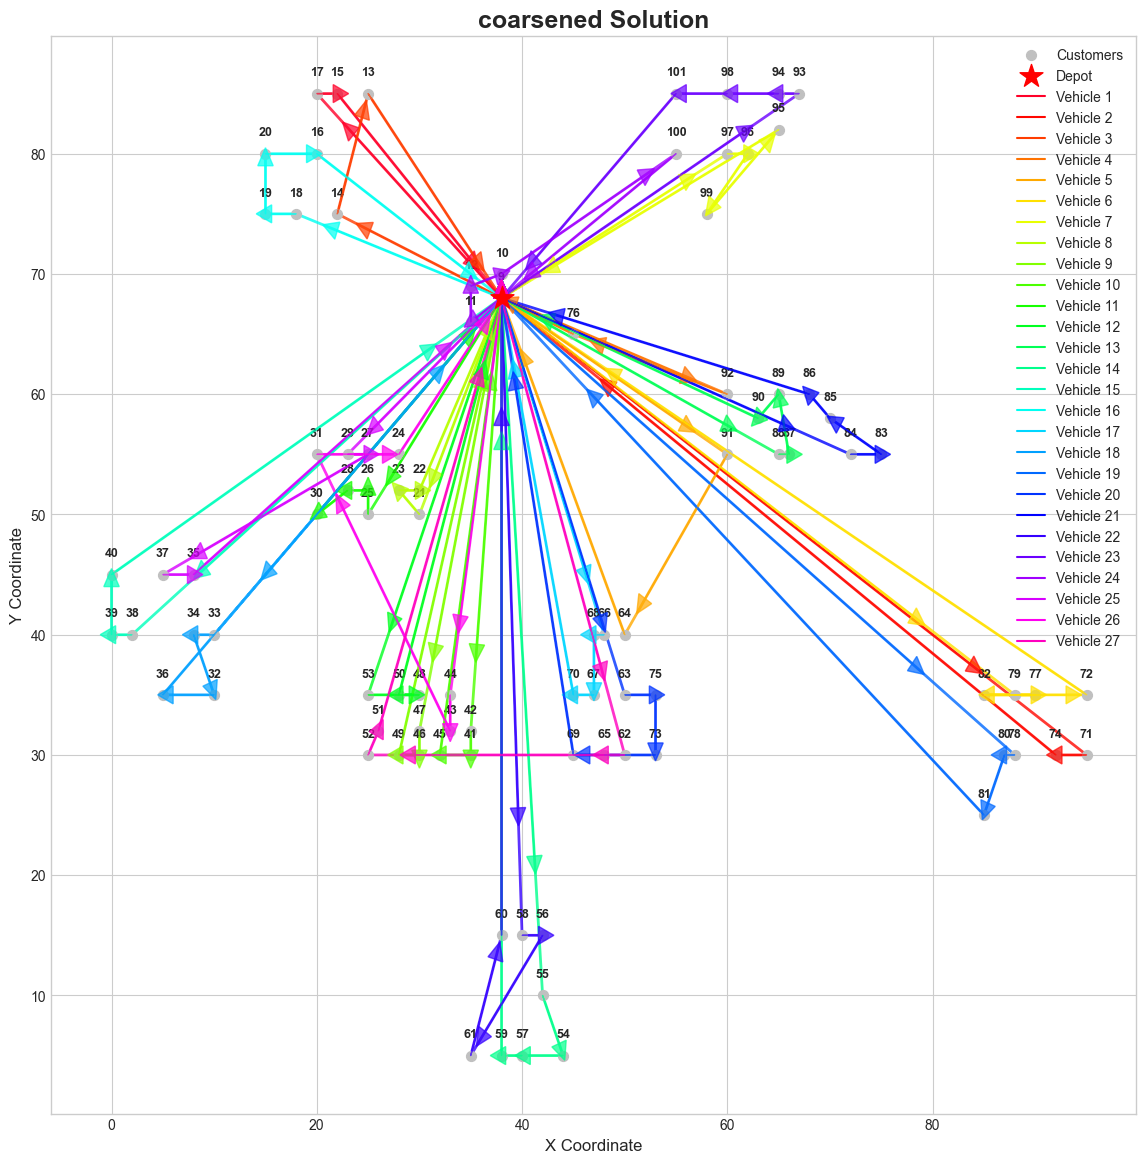 coarsened Solution
Customers
Depot
Vehicle 1
Vehicle 2
Vehicle 3
Vehicle 4
Vehicle 5
Vehicle 6
Vehicle 7
Vehicle 8
Vehicle 9
Vehicle 10
Vehicle 11
Vehicle 12
Vehicle 13
Vehicle 14
Vehicle 15
Vehicle 16
Vehicle 17
Vehicle 18
Vehicle 19
Vehicle 20
Vehicle 21
Vehicle 22
Vehicle 23
Vehicle 24
Vehicle 25
Vehicle 26
Vehicle 27
17 15 13 101 98 94 93
95
20 16 100 97 96
19 18 14 99
10
11 76
92 89 86
90 85
31 29 27 24 91 88 87 84 83
28 26 23 22
30 25 21
40 37 35
39 38 34 33 68 66 64
36 32 53 50 48 44 70 67 63 75 82 79 77 72
51 47 43 42
52 49 46 45 41 69 65 62 73 80 78 74 71
81
60 58 56
55
61 59 57 54
80
70
60
50
40
30
20
10
0 20 40 60 80
X Coordinate
Y Coordinate